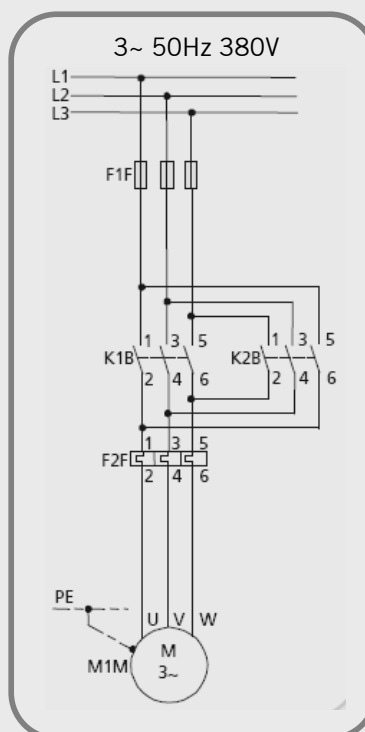 3~ 50Hz 380V
L1
L2
L3
F1F
1 3 5 1 3 5
K1B K2B
2 4 6 2 4 6
1 3 5
F2F
2 4 6
PE
U V W
M
M1M
3~